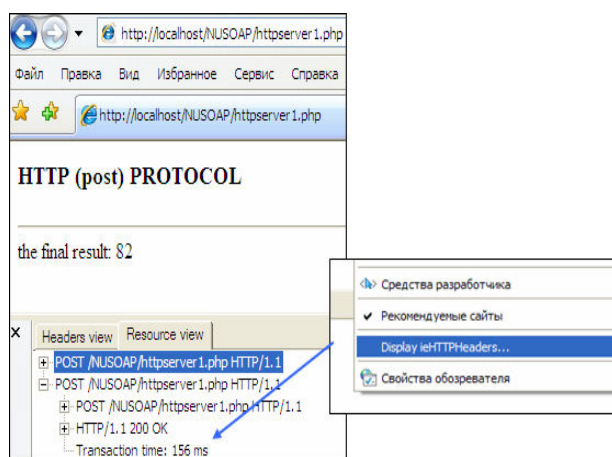 http://localhost/NUSOAP/httpserver1.php
Файл Правка Вид Избранное Сервис Справка
http://localhost/NUSOAP/httpserver1.php
HTTP (post) PROTOCOL
the final result: 82
X Headers view Resource view
POST /NUSOAP/httpserver1.php HTTP/1.1
POST /NUSOAP/httpserver1.php HTTP/1.1
POST /NUSOAP/httpserver1.php HTTP/1.1
HTTP/1.1 200 OK
Transaction time: 156 ms
Средства разработчика
Рекомендуемые сайты
Display ieHTTPHeaders...
Свойства обозревателя